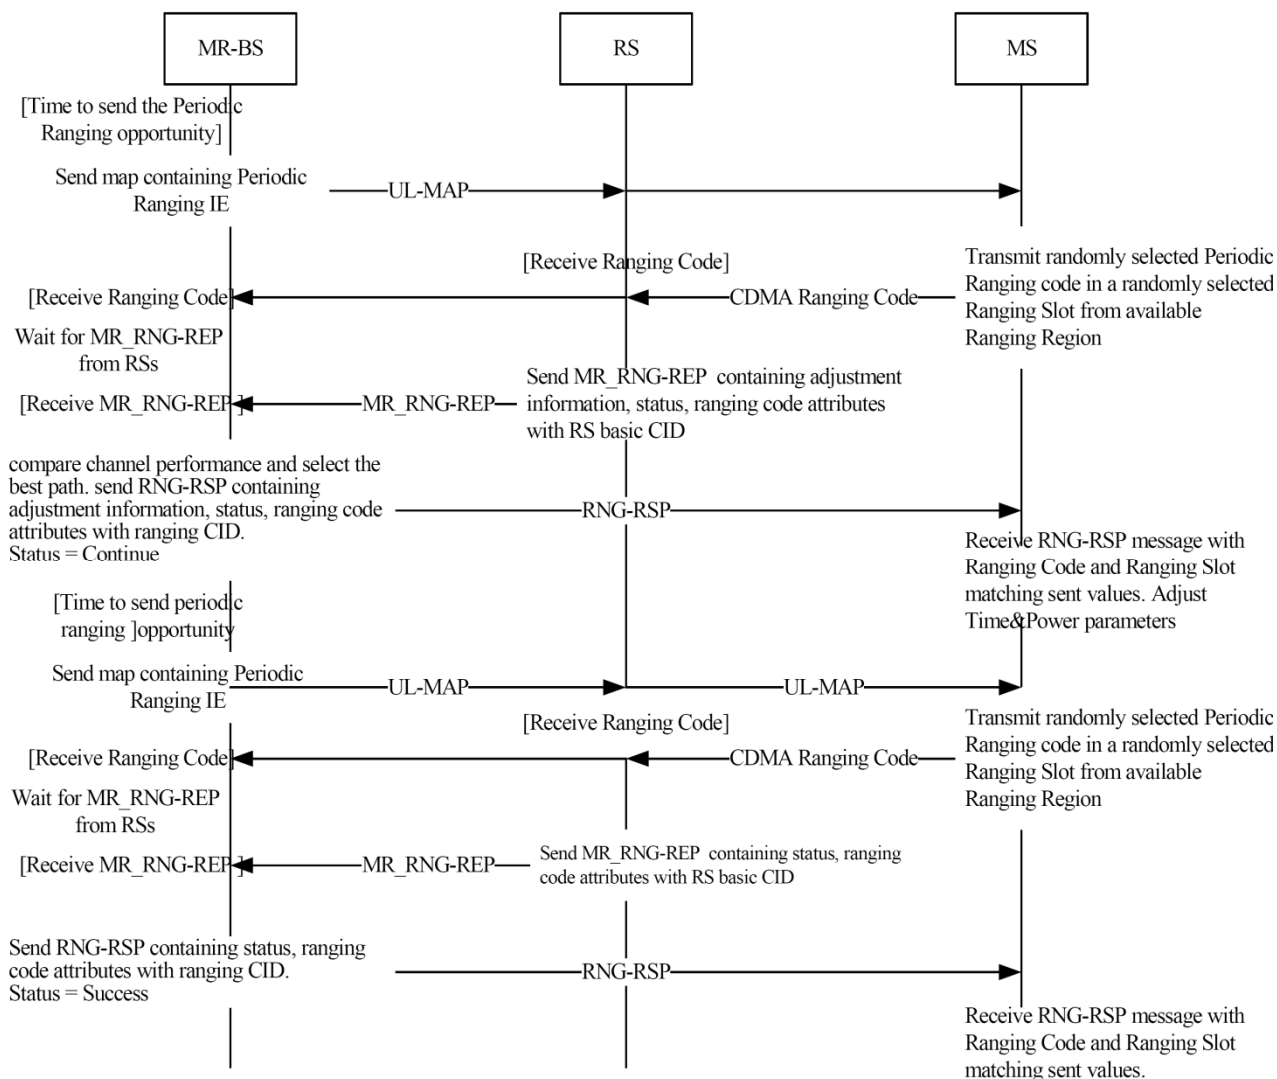 MR-BS
RS
MS
[Time to send the Periodic
Ranging opportunity]
Send map containing Periodic
Ranging IE
UL-MAP
[Receive Ranging Code]
Transmit randomly selected Periodic
Ranging code in a randomly selected
Ranging Slot from available
Ranging Region
[Receive Ranging Code]
CDMA Ranging Code
Wait for MR_RNG-REP
from RSs
[Receive MR_RNG-REP ]
MR_RNG-REP
Send MR_RNG-REP containing adjustment
information, status, ranging code attributes
with RS basic CID
compare channel performance and select the
best path. send RNG-RSP containing
adjustment information, status, ranging code
attributes with ranging CID.
Status = Continue
RNG-RSP
Receive RNG-RSP message with
Ranging Code and Ranging Slot
matching sent values. Adjust
Time&Power parameters
[Time to send periodic
ranging ]opportunity
Send map containing Periodic
Ranging IE
UL-MAP
UL-MAP
[Receive Ranging Code]
Transmit randomly selected Periodic
Ranging code in a randomly selected
Ranging Slot from available
Ranging Region
[Receive Ranging Code]
CDMA Ranging Code
Wait for MR_RNG-REP
from RSs
[Receive MR_RNG-REP ]
MR_RNG-REP
Send MR_RNG-REP containing status, ranging
code attributes with RS basic CID
Send RNG-RSP containing status, ranging
code attributes with ranging CID.
Status = Success
RNG-RSP
Receive RNG-RSP message with
Ranging Code and Ranging Slot
matching sent values.